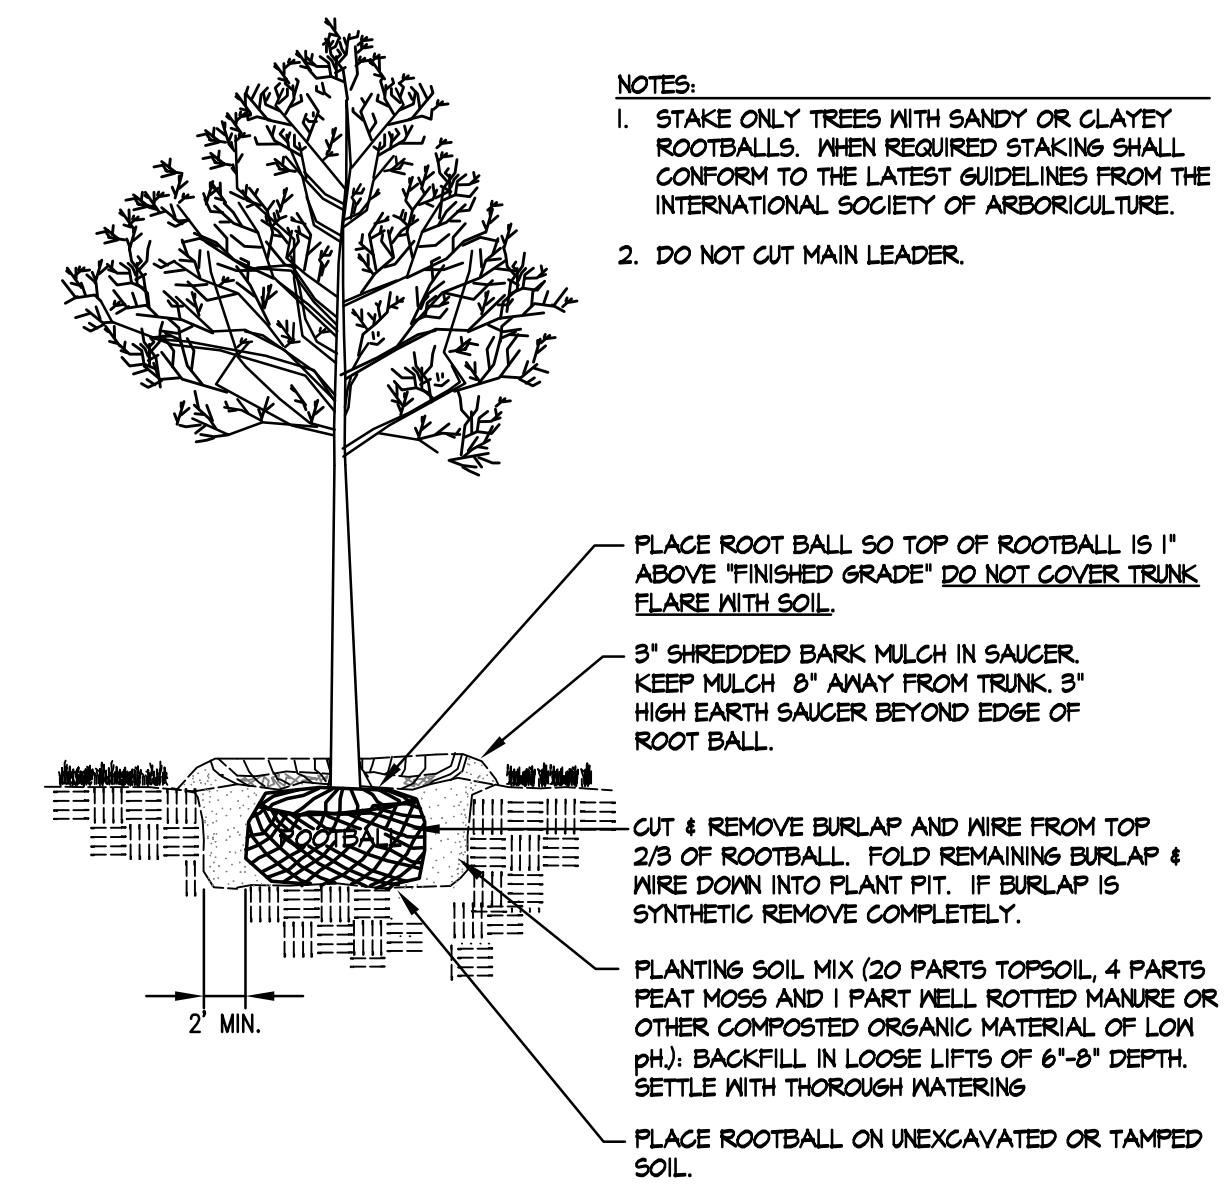 NOTES:
1. STAKE ONLY TREES WITH SANDY OR CLAYEY
ROOTBALLS. WHEN REQUIRED STAKING SHALL
CONFORM TO THE LATEST GUIDELINES FROM THE
INTERNATIONAL SOCIETY OF ARBORICULTURE.
2. DO NOT CUT MAIN LEADER.
PLACE ROOT BALL SO TOP OF ROOTBALL IS 1"
ABOVE "FINISHED GRADE" DO NOT COVER TRUNK
FLARE WITH SOIL.
3" SHREDDED BARK MULCH IN SAUCER.
KEEP MULCH 8" AWAY FROM TRUNK. 3"
HIGH EARTH SAUCER BEYOND EDGE OF
ROOT BALL.
CUT & REMOVE BURLAP AND WIRE FROM TOP
2/3 OF ROOTBALL. FOLD REMAINING BURLAP &
WIRE DOWN INTO PLANT PIT. IF BURLAP IS
SYNTHETIC REMOVE COMPLETELY.
PLANTING SOIL MIX (20 PARTS TOPSOIL, 4 PARTS
PEAT MOSS AND 1 PART WELL ROTTED MANURE OR
OTHER COMPOSTED ORGANIC MATERIAL OF LOW
pH.): BACKFILL IN LOOSE LIFTS OF 6"-8" DEPTH.
SETTLE WITH THOROUGH WATERING
PLACE ROOTBALL ON UNEXCAVATED OR TAMPED
SOIL.
ROOTBALL
2' MIN.